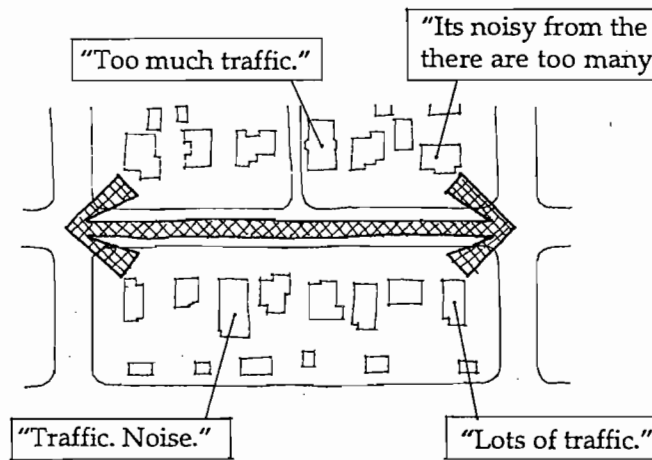 "Its noisy from the
there are too many
"Too much traffic."
"Traffic. Noise."
"Lots of traffic."